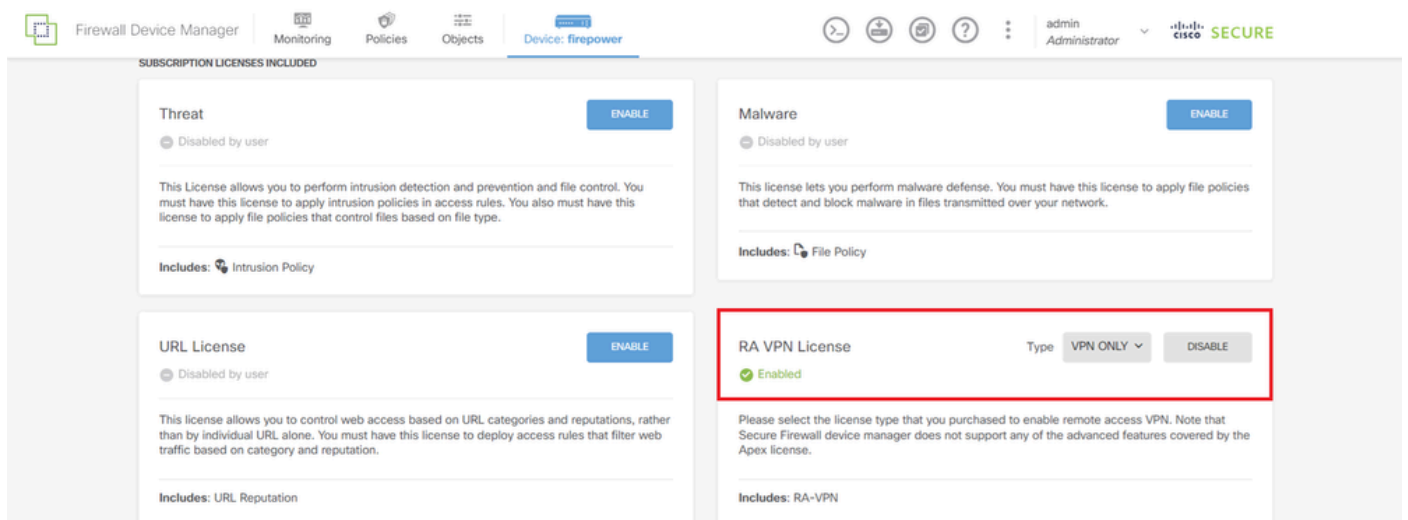 Firewall Device Manager
Monitoring
Policies
Objects
Device: firepower
admin
Administrator
cisco SECURE
SUBSCRIPTION LICENSES INCLUDED
Threat
ENABLE
Disabled by user
This License allows you to perform intrusion detection and prevention and file control. You
must have this license to apply intrusion policies in access rules. You also must have this
license to apply file policies that control files based on file type.
Includes: Intrusion Policy
Malware
ENABLE
Disabled by user
This license lets you perform malware defense. You must have this license to apply file policies
that detect and block malware in files transmitted over your network.
Includes: File Policy
URL License
ENABLE
Disabled by user
This license allows you to control web access based on URL categories and reputations, rather
than by individual URL alone. You must have this license to deploy access rules that filter web
traffic based on category and reputation.
Includes: URL Reputation
RA VPN License
Type VPN ONLY
DISABLE
Enabled
Please select the license type that you purchased to enable remote access VPN. Note that
Secure Firewall device manager does not support any of the advanced features covered by the
Apex license.
Includes: RA-VPN